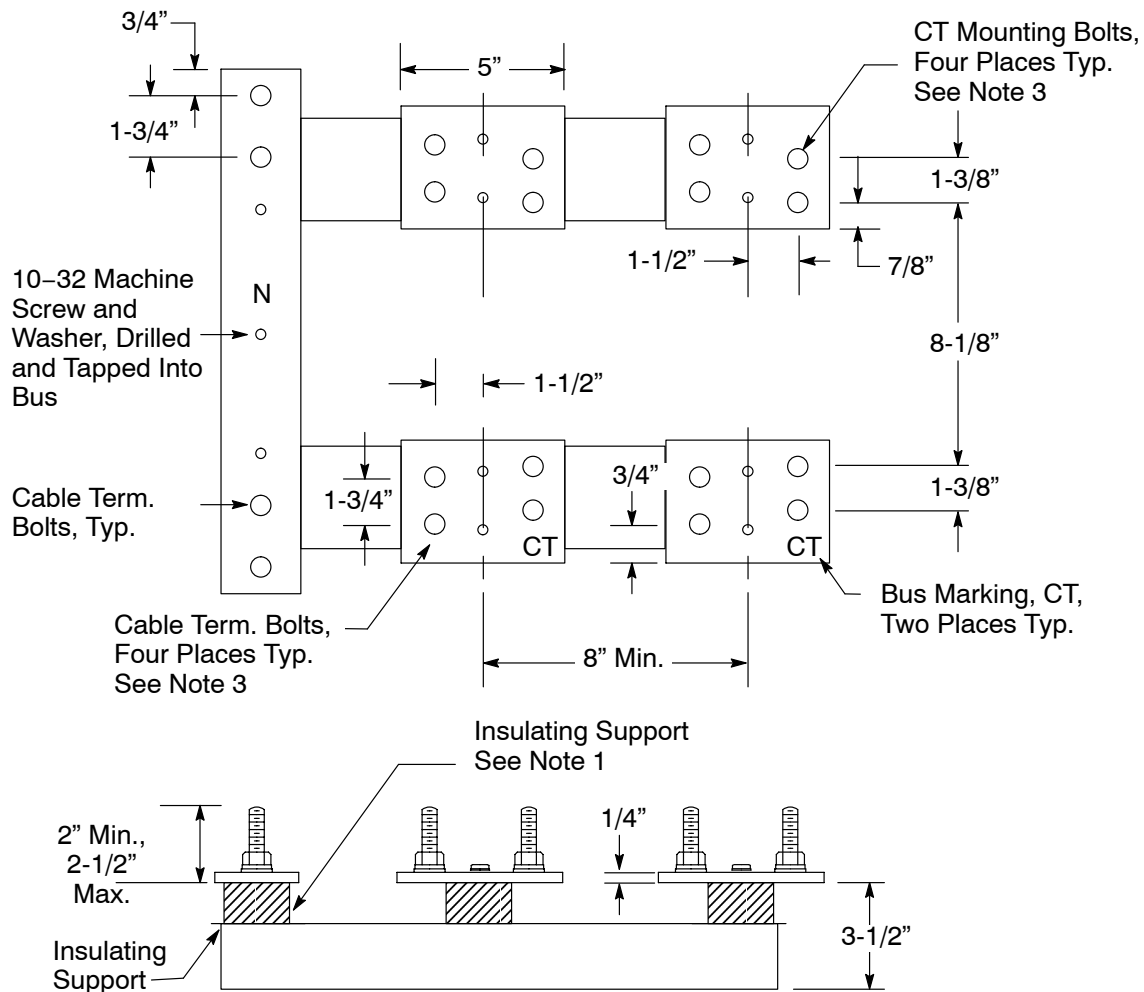 3/4”
1-3/4”
5”
CT Mounting Bolts,
Four Places Typ.
See Note 3
1-3/8”
1-1/2”
7/8”
10–32 Machine
Screw and
Washer, Drilled
and Tapped Into
Bus
N
8-1/8”
1-1/2”
Cable Term.
Bolts, Typ.
1-3/4”
3/4”
1-3/8”
CT
CT
Cable Term. Bolts,
Four Places Typ.
See Note 3
8” Min.
Bus Marking, CT,
Two Places Typ.
Insulating Support
See Note 1
2” Min.,
2-1/2”
Max.
1/4”
3-1/2”
Insulating
Support